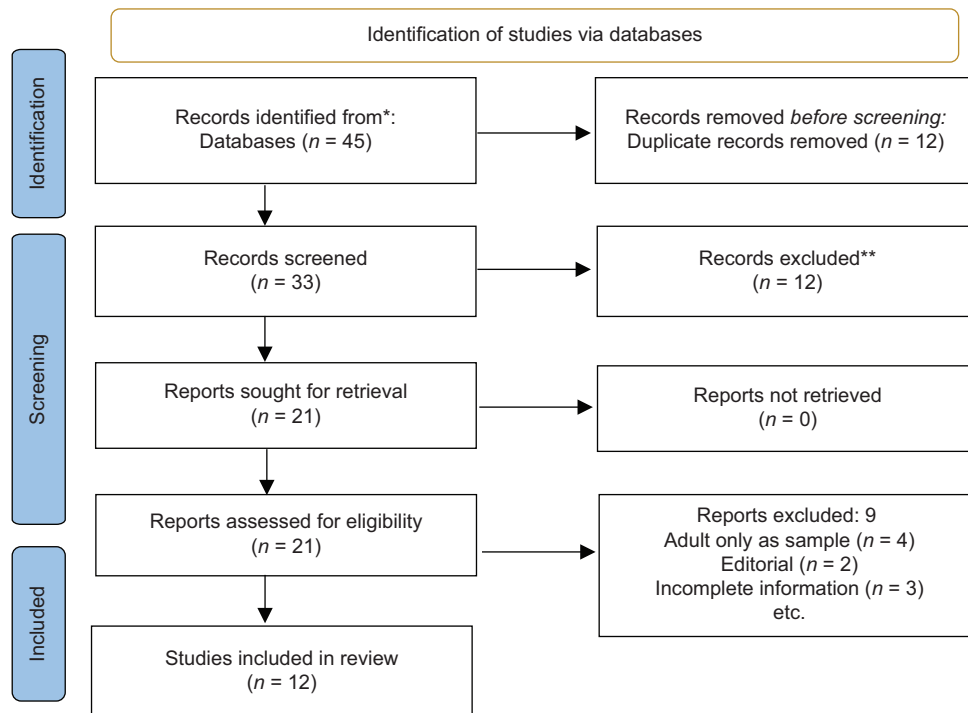 Identification of studies via databases
Identification
Records identified from*:
Databases (n = 45)
Records removed before screening:
Duplicate records removed (n = 12)
Screening
Records screened
(n = 33)
Records excluded**
(n = 12)
Reports sought for retrieval
(n = 21)
Reports not retrieved
(n = 0)
Reports assessed for eligibility
(n = 21)
Reports excluded: 9
Adult only as sample (n = 4)
Editorial (n = 2)
Incomplete information (n = 3)
etc.
Included
Studies included in review
(n = 12)